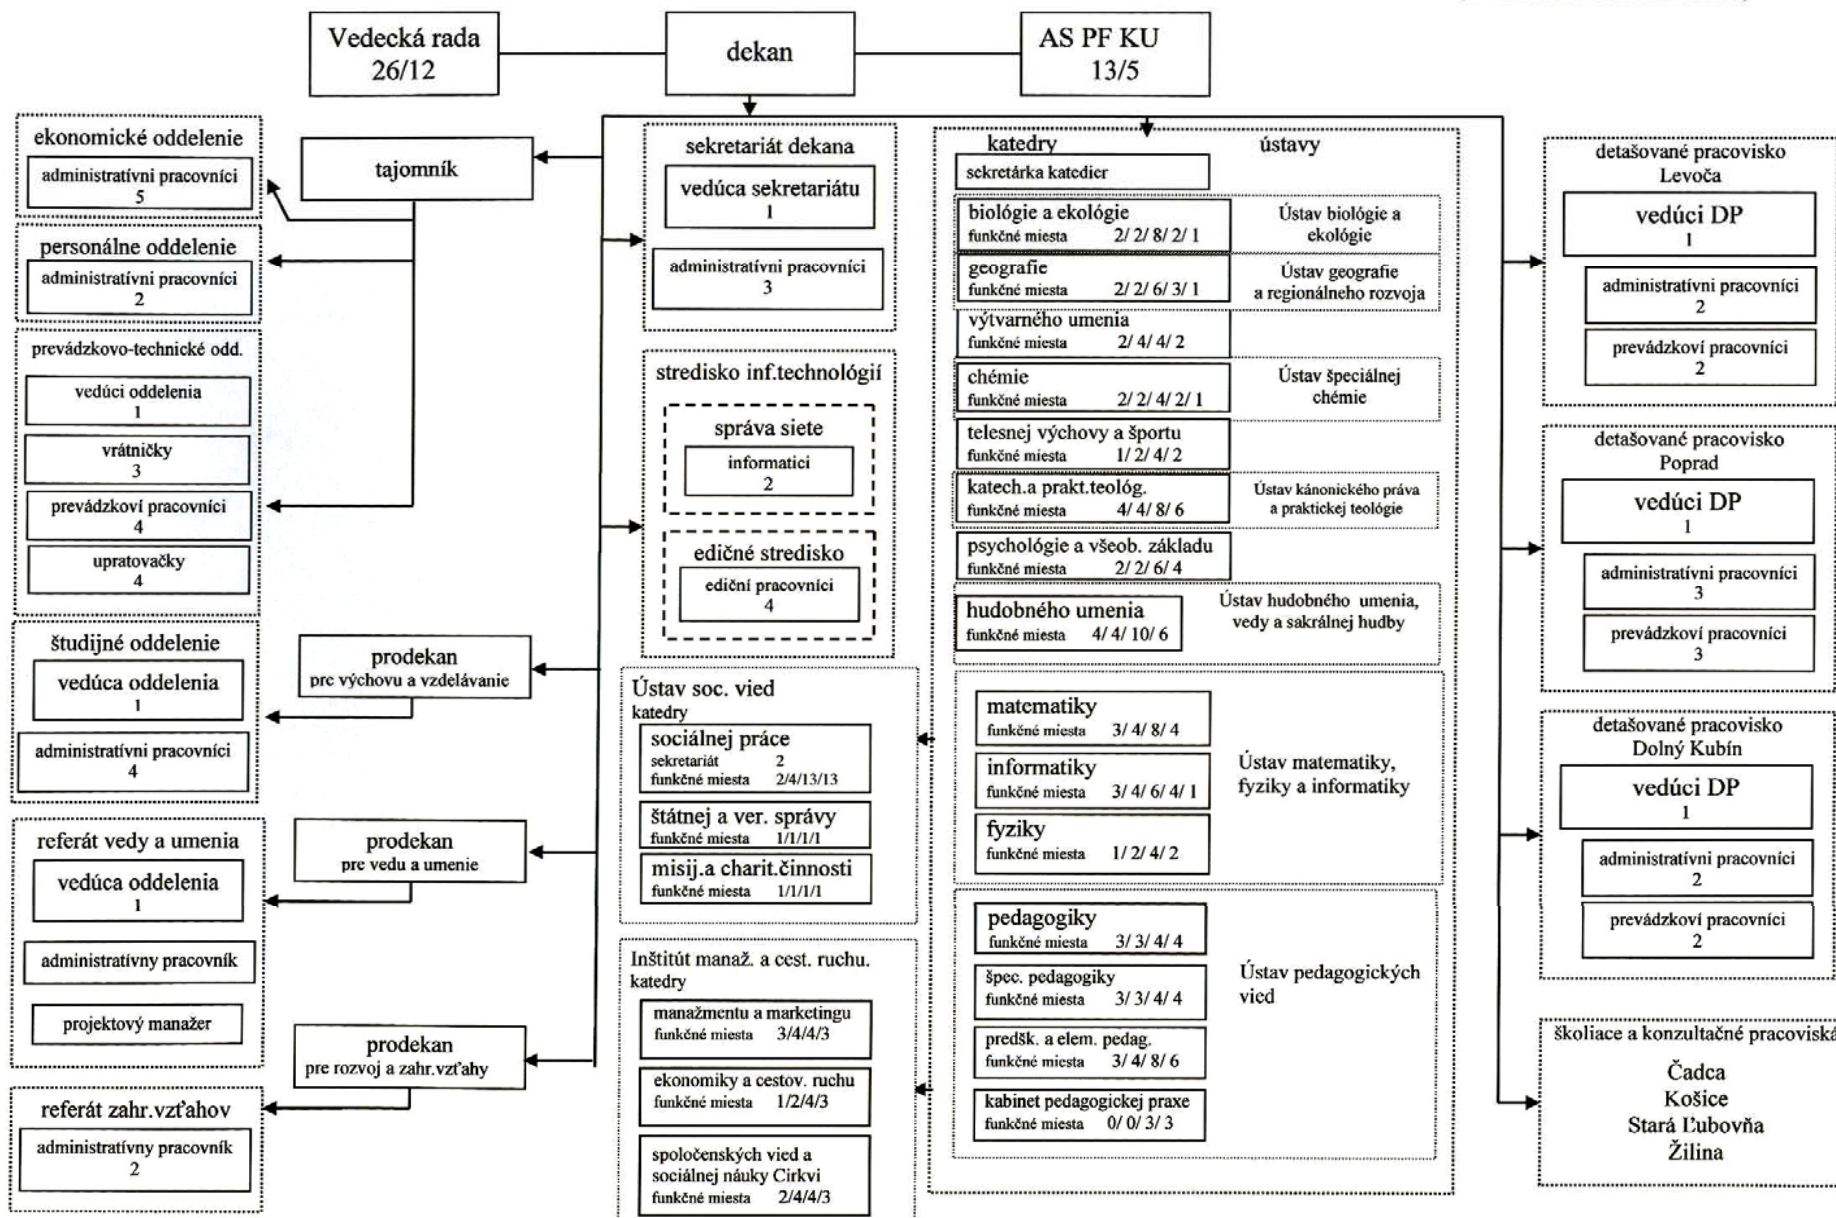 Vedecká rada
26/12
dekan
AS PF KU
13/5
ekonomické oddelenie
administratívni pracovníci
5
personálne oddelenie
administratívni pracovníci
2
prevádzkovo-technické odd.
vedúci oddelenia
1
vrátničky
3
prevádzkoví pracovníci
4
upratovačky
4
študijné oddelenie
vedúca oddelenia
1
administratívni pracovníci
4
referát vedy a umenia
vedúca oddelenia
1
administratívny pracovník
projektový manažer
referát zahr.vzťahov
administratívny pracovník
2
tajomník
prodekan
pre výchovu a vzdelávanie
prodekan
pre vedu a umenie
prodekan
pre rozvoj a zahr.vzťahy
sekretariát dekana
vedúca sekretariátu
1
administratívni pracovníci
3
stredisko inf.technológií
správa siete
informatici
2
edičné stredisko
ediční pracovníci
4
Ústav soc. vied
katedry
sociálnej práce
sekretariát 2
funkčné miesta 2/4/13/13
štátnej a ver. správy
funkčné miesta 1/1/1/1
misij.a charit.činnosti
funkčné miesta 1/1/1/1
Inštitút manaž. a cest. ruchu.
katedry
manažmentu a marketingu
funkčné miesta 3/4/4/3
ekonomiky a cestov. ruchu
funkčné miesta 1/2/4/3
spoločenských vied a
sociálnej náuky Cirkvi
funkčné miesta 2/4/4/3
katedry ústavy
sekretárka katedier
biológie a ekológie
funkčné miesta 2/ 2/ 8/ 2/ 1
Ústav biológie a
ekológie
geografie
funkčné miesta 2/ 2/ 6/ 3/ 1
Ústav geografie
a regionálneho rozvoja
výtvarného umenia
funkčné miesta 2/ 4/ 4/ 2
chémie
funkčné miesta 2/ 2/ 4/ 2/ 1
Ústav špeciálnej
chémie
telesnej výchovy a športu
funkčné miesta 1/ 2/ 4/ 2
katech.a prakt.teológ.
funkčné miesta 4/ 4/ 8/ 6
Ústav kánonického práva
a praktickej teológie
psychológie a všeob. základu
funkčné miesta 2/ 2/ 6/ 4
hudobného umenia
funkčné miesta 4/ 4/ 10/ 6
Ústav hudobného umenia,
vedy a sakrálnej hudby
matematiky
funkčné miesta 3/ 4/ 8/ 4
informatiky
funkčné miesta 3/ 4/ 6/ 4/ 1
fyziky
funkčné miesta 1/ 2/ 4/ 2
Ústav matematiky,
fyziky a informatiky
pedagogiky
funkčné miesta 3/ 3/ 4/ 4
špec. pedagogiky
funkčné miesta 3/ 3/ 4/ 4
predšk. a elem. pedag.
funkčné miesta 3/ 4/ 8/ 6
kabinet pedagogickej praxe
funkčné miesta 0/ 0/ 3/ 3
Ústav pedagogických
vied
detašované pracovisko
Levoča
vedúci DP
1
administratívni pracovníci
2
prevádzkoví pracovníci
2
detašované pracovisko
Poprad
vedúci DP
1
administratívni pracovníci
3
prevádzkoví pracovníci
3
detašované pracovisko
Dolný Kubín
vedúci DP
1
administratívni pracovníci
2
prevádzkoví pracovníci
2
školiace a konzultačné pracoviská
Čadca
Košice
Stará Ľubovňa
Žilina